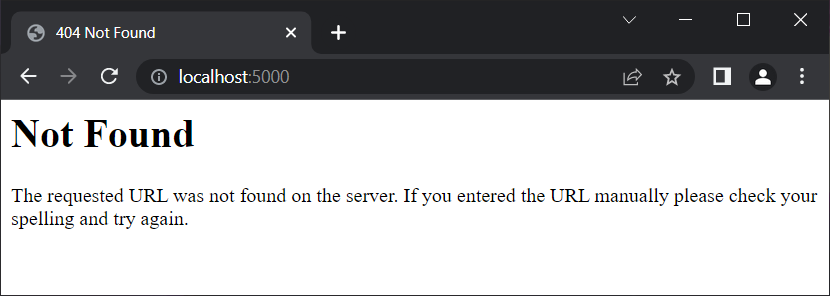 404 Not Found
localhost:5000
Not Found
The requested URL was not found on the server. If you entered the URL manually please check your
spelling and try again.